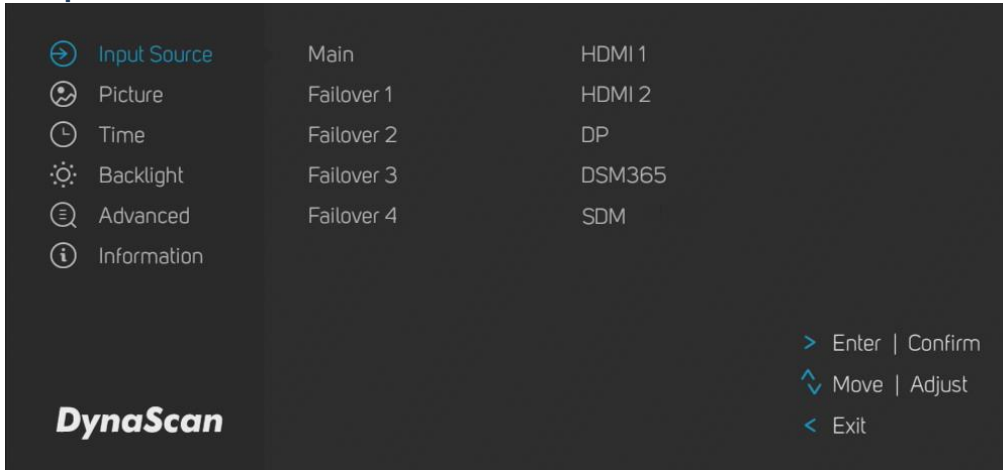 Input Source Main HDMI 1
Picture Failover 1 HDMI 2
Time Failover 2 DP
Backlight Failover 3 DSM365
Advanced Failover 4 SDM
Information
> Enter | Confirm
Move | Adjust
< Exit
DynaScan